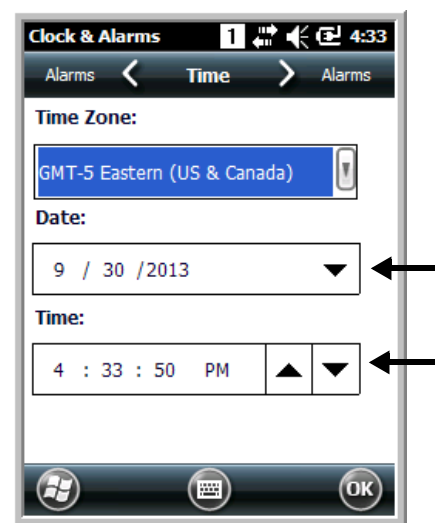 Clock & Alarms 1 4:33
Alarms Time Alarms
Time Zone:
GMT-5 Eastern (US & Canada)
Date:
9 / 30 /2013
Time:
4 : 33 : 50 PM
OK